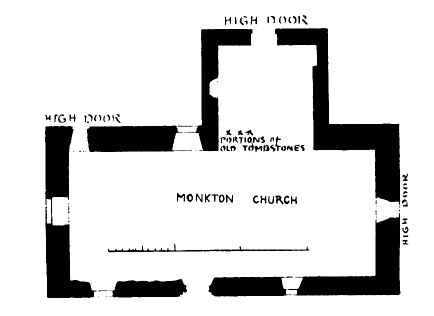 HIGH DOOR
HIGH DOOR
* * *
PORTIONS of
OLD TOMBSTONES
MONKTON CHURCH
HIGH DOOR